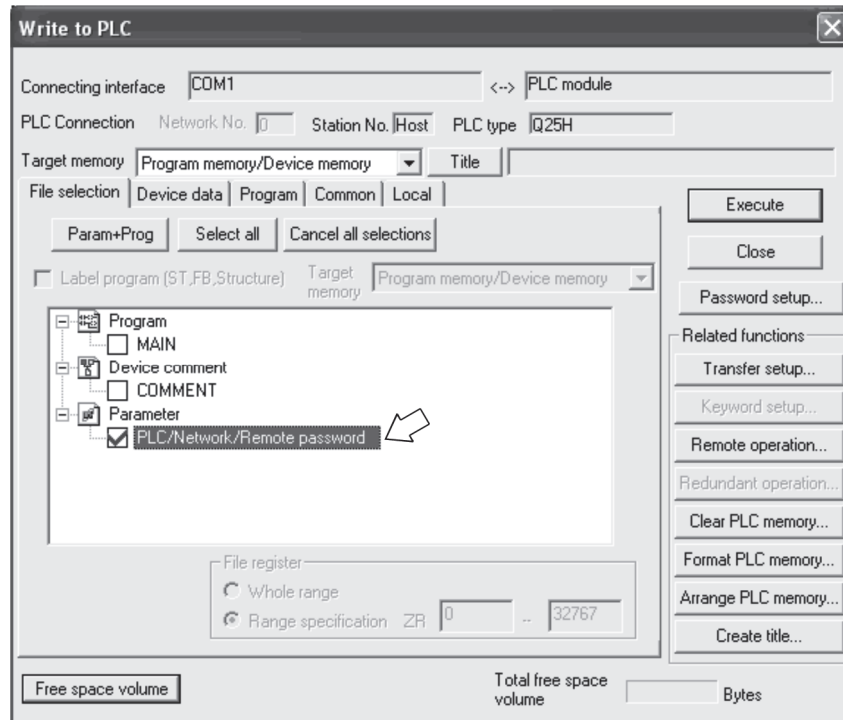 Write to PLC
Connecting interface COM1 <--> PLC module
PLC Connection Network No. 0 Station No. Host PLC type Q25H
Target memory Program memory/Device memory Title
File selection Device data Program Common Local
Execute
Param+Prog Select all Cancel all selections
Close
Label program (ST,FB,Structure) Target memory Program memory/Device memory
Password setup...
Program
MAIN
Device comment
COMMENT
Parameter
PLC/Network/Remote password
Related functions
Transfer setup...
Keyword setup...
Remote operation...
Redundant operation...
Clear PLC memory...
Format PLC memory...
Arrange PLC memory...
Create title...
File register
Whole range
Range specification ZR 0 .. 32767
Free space volume
Total free space volume Bytes